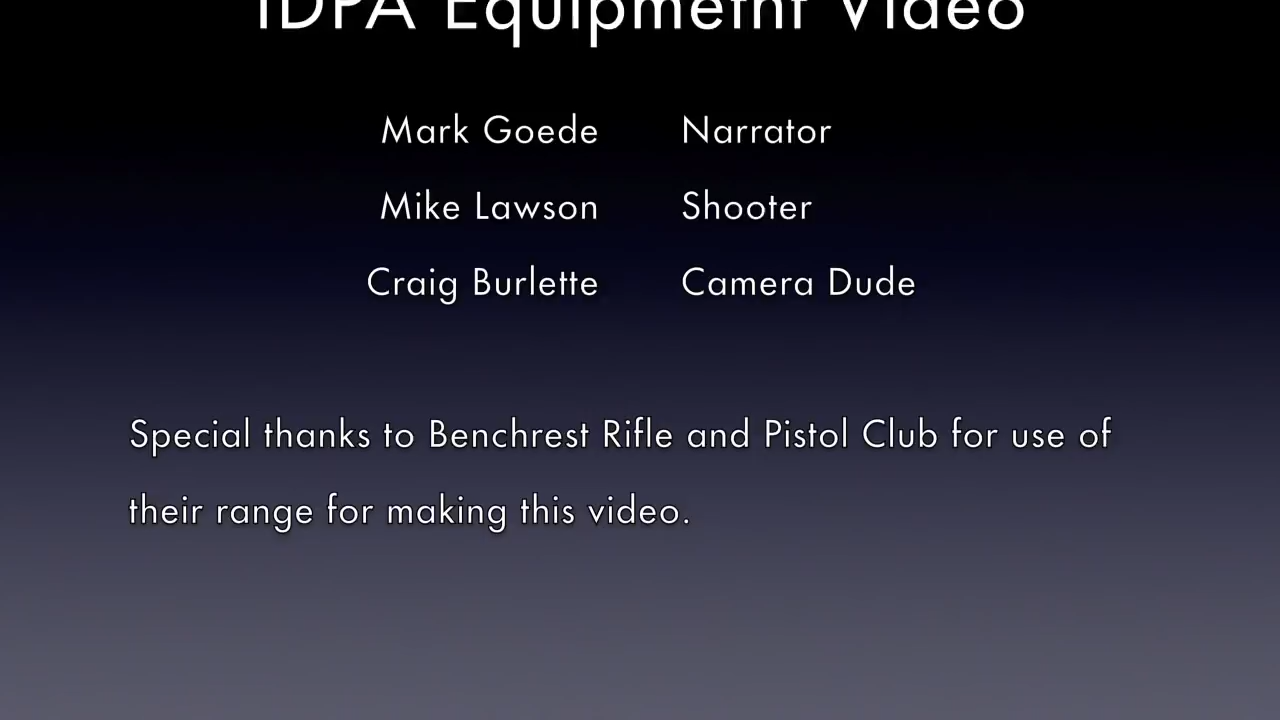 IDPA Equipmetnt Video
Mark Goede Narrator
Mike Lawson Shooter
Craig Burlette Camera Dude
Special thanks to Benchrest Rifle and Pistol Club for use of
their range for making this video.